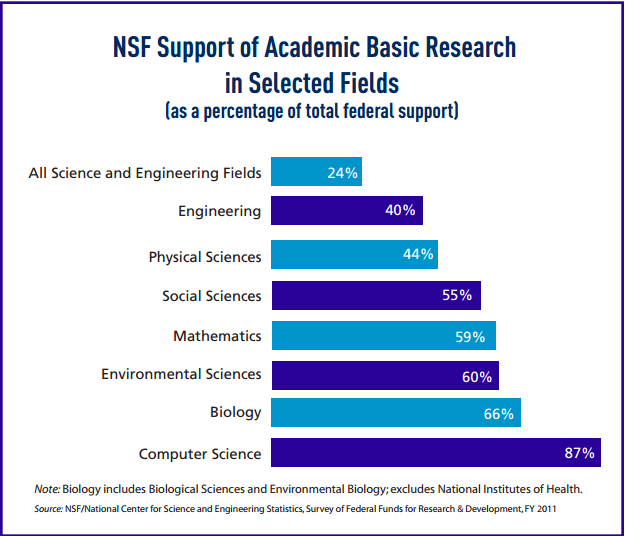 NSF Support of Academic Basic Research
in Selected Fields
(as a percentage of total federal support)
All Science and Engineering Fields 24%
Engineering 40%
Physical Sciences 44%
Social Sciences 55%
Mathematics 59%
Environmental Sciences 60%
Biology 66%
Computer Science 87%
Note: Biology includes Biological Sciences and Environmental Biology; excludes National Institutes of Health.
Source: NSF/National Center for Science and Engineering Statistics, Survey of Federal Funds for Research & Development, FY 2011